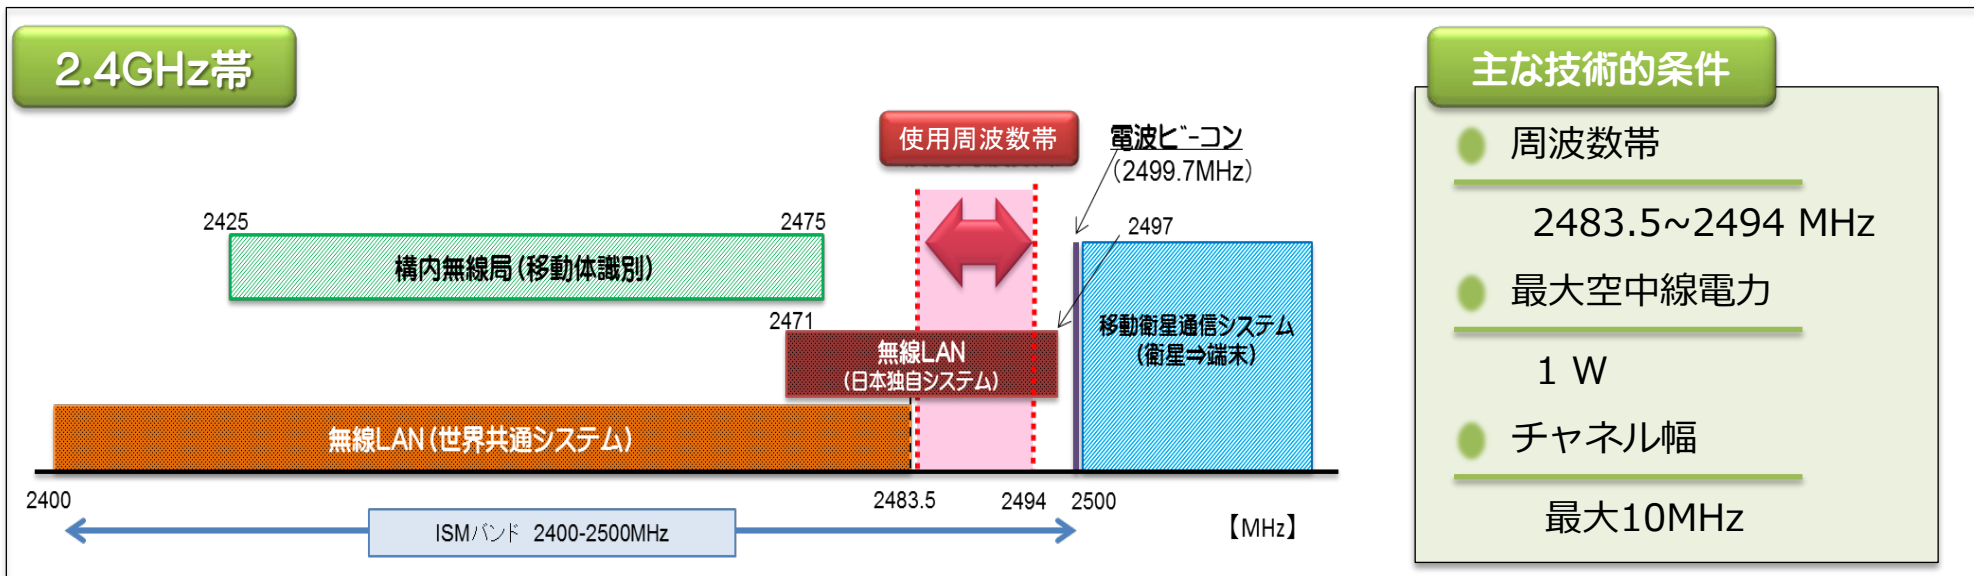 2.4GHz帯
使用周波数帯
電波ビーコン
(2499.7MHz)
2425
2475
2497
構内無線局(移動体識別)
2471
無線LAN
(日本独自システム)
移動衛星通信システム
(衛星⇒端末)
無線LAN(世界共通システム)
2400
2483.5
2494
2500
ISMバンド 2400-2500MHz
【MHz】
主な技術的条件
周波数帯
2483.5~2494 MHz
最大空中線電力
1 W
チャネル幅
最大10MHz